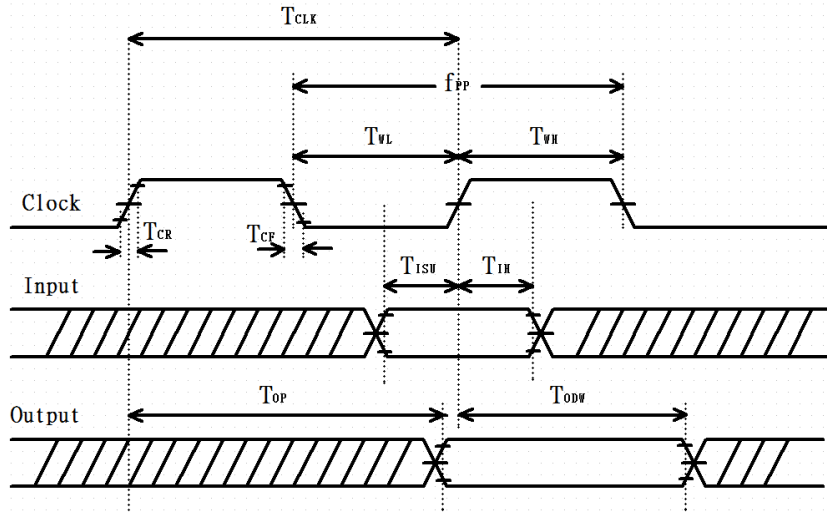 TCLK
fPP
TWL TWH
Clock
TCR TCF
TISU TIH
Input
TOP TODW
Output